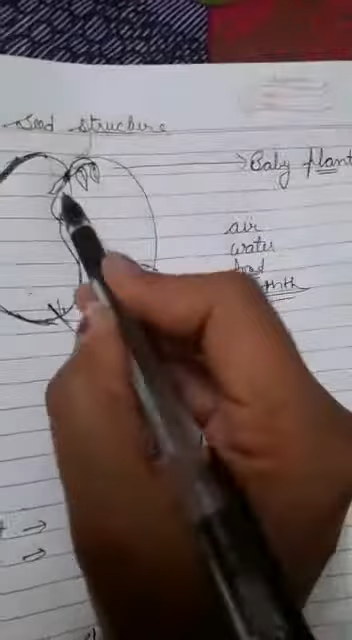 Seed structure
→ Baby plant
air
water
food
→
→